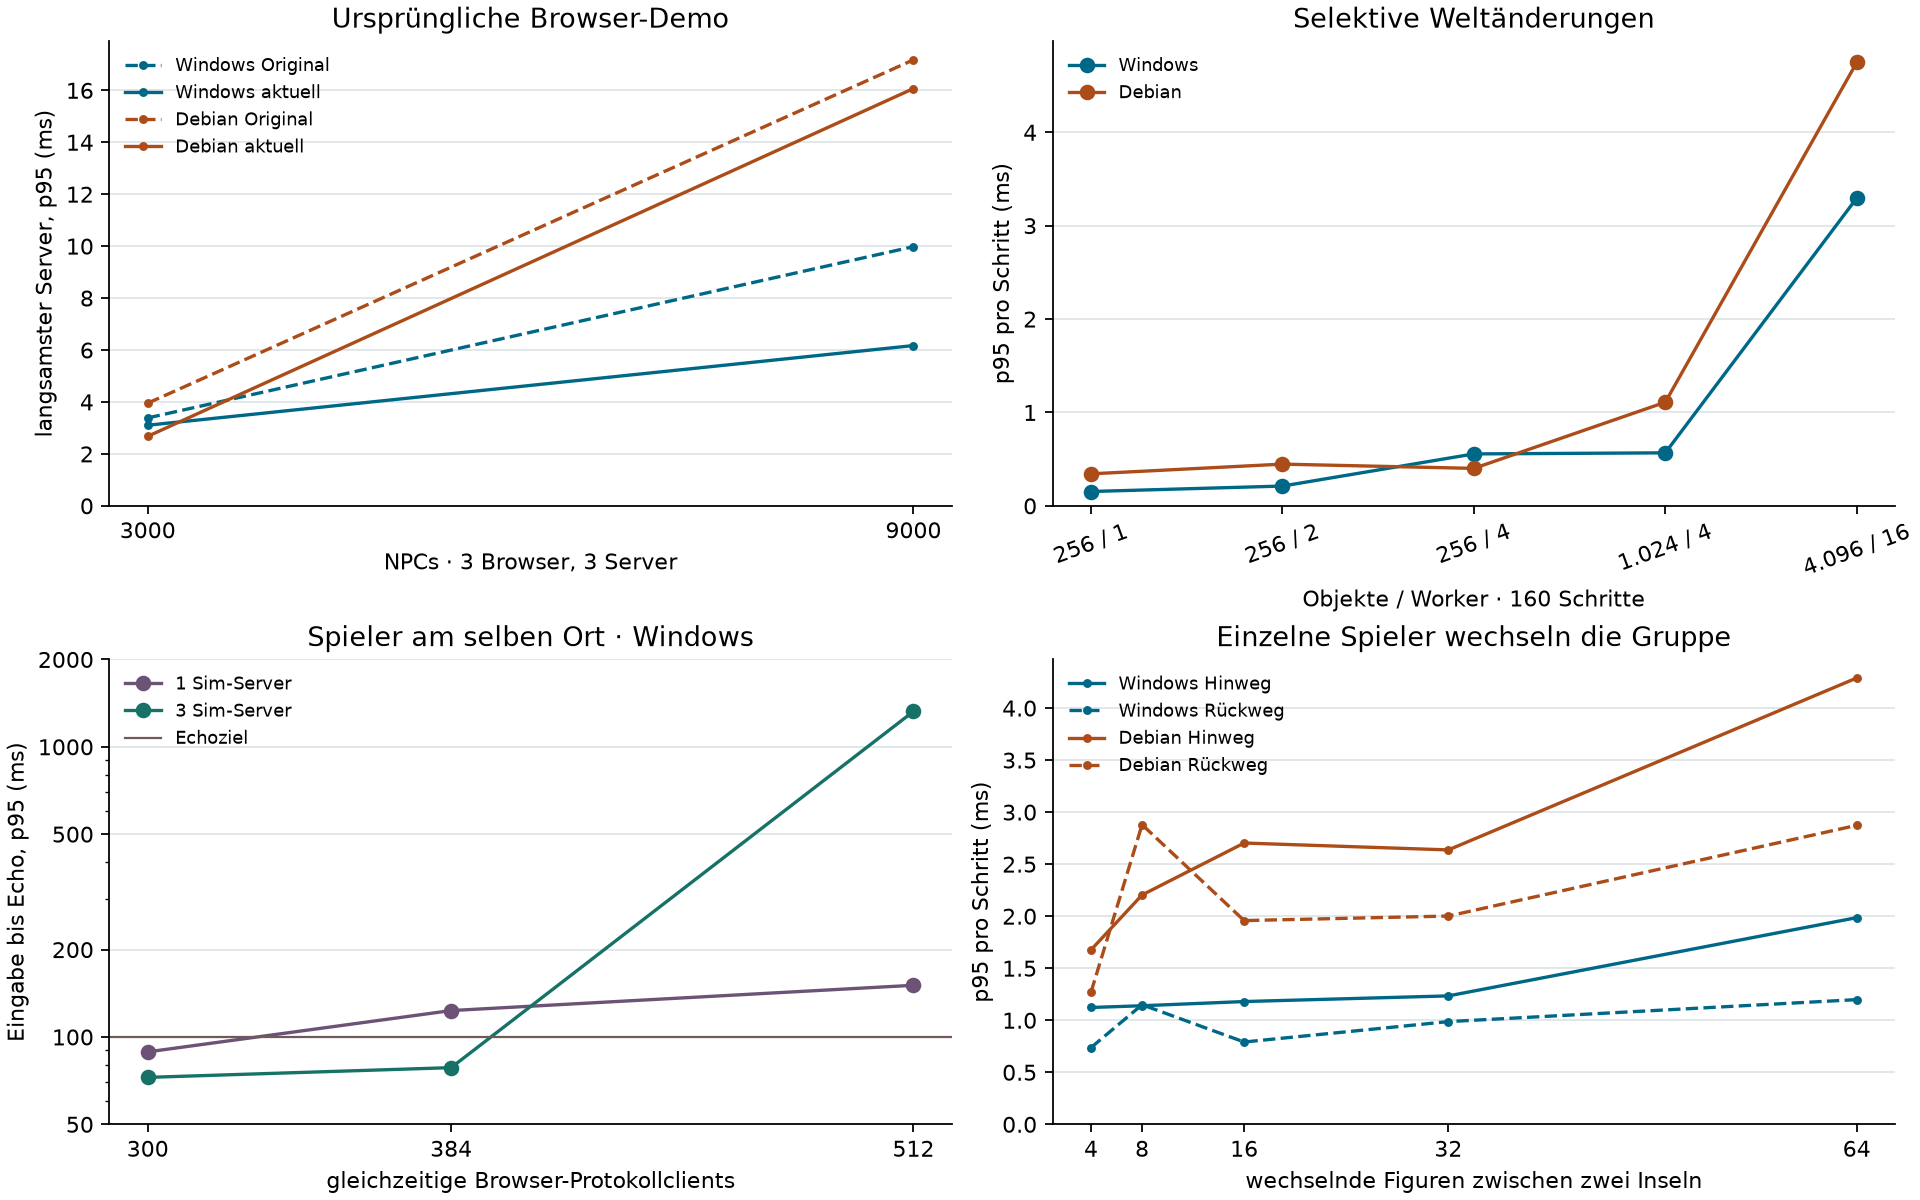 Ursprüngliche Browser-Demo
langsamster Server, p95 (ms)
16
14
12
10
8
6
4
2
0
Windows Original
Windows aktuell
Debian Original
Debian aktuell
3000
9000
NPCs · 3 Browser, 3 Server
Selektive Weltänderungen
p95 pro Schritt (ms)
4
3
2
1
0
Windows
Debian
256 / 1
256 / 2
256 / 4
1.024 / 4
4.096 / 16
Objekte / Worker · 160 Schritte
Spieler am selben Ort · Windows
Eingabe bis Echo, p95 (ms)
2000
1000
500
200
100
50
1 Sim-Server
3 Sim-Server
Echoziel
300
384
512
gleichzeitige Browser-Protokollclients
Einzelne Spieler wechseln die Gruppe
p95 pro Schritt (ms)
4.0
3.5
3.0
2.5
2.0
1.5
1.0
0.5
0.0
Windows Hinweg
Windows Rückweg
Debian Hinweg
Debian Rückweg
4
8
16
32
64
wechselnde Figuren zwischen zwei Inseln